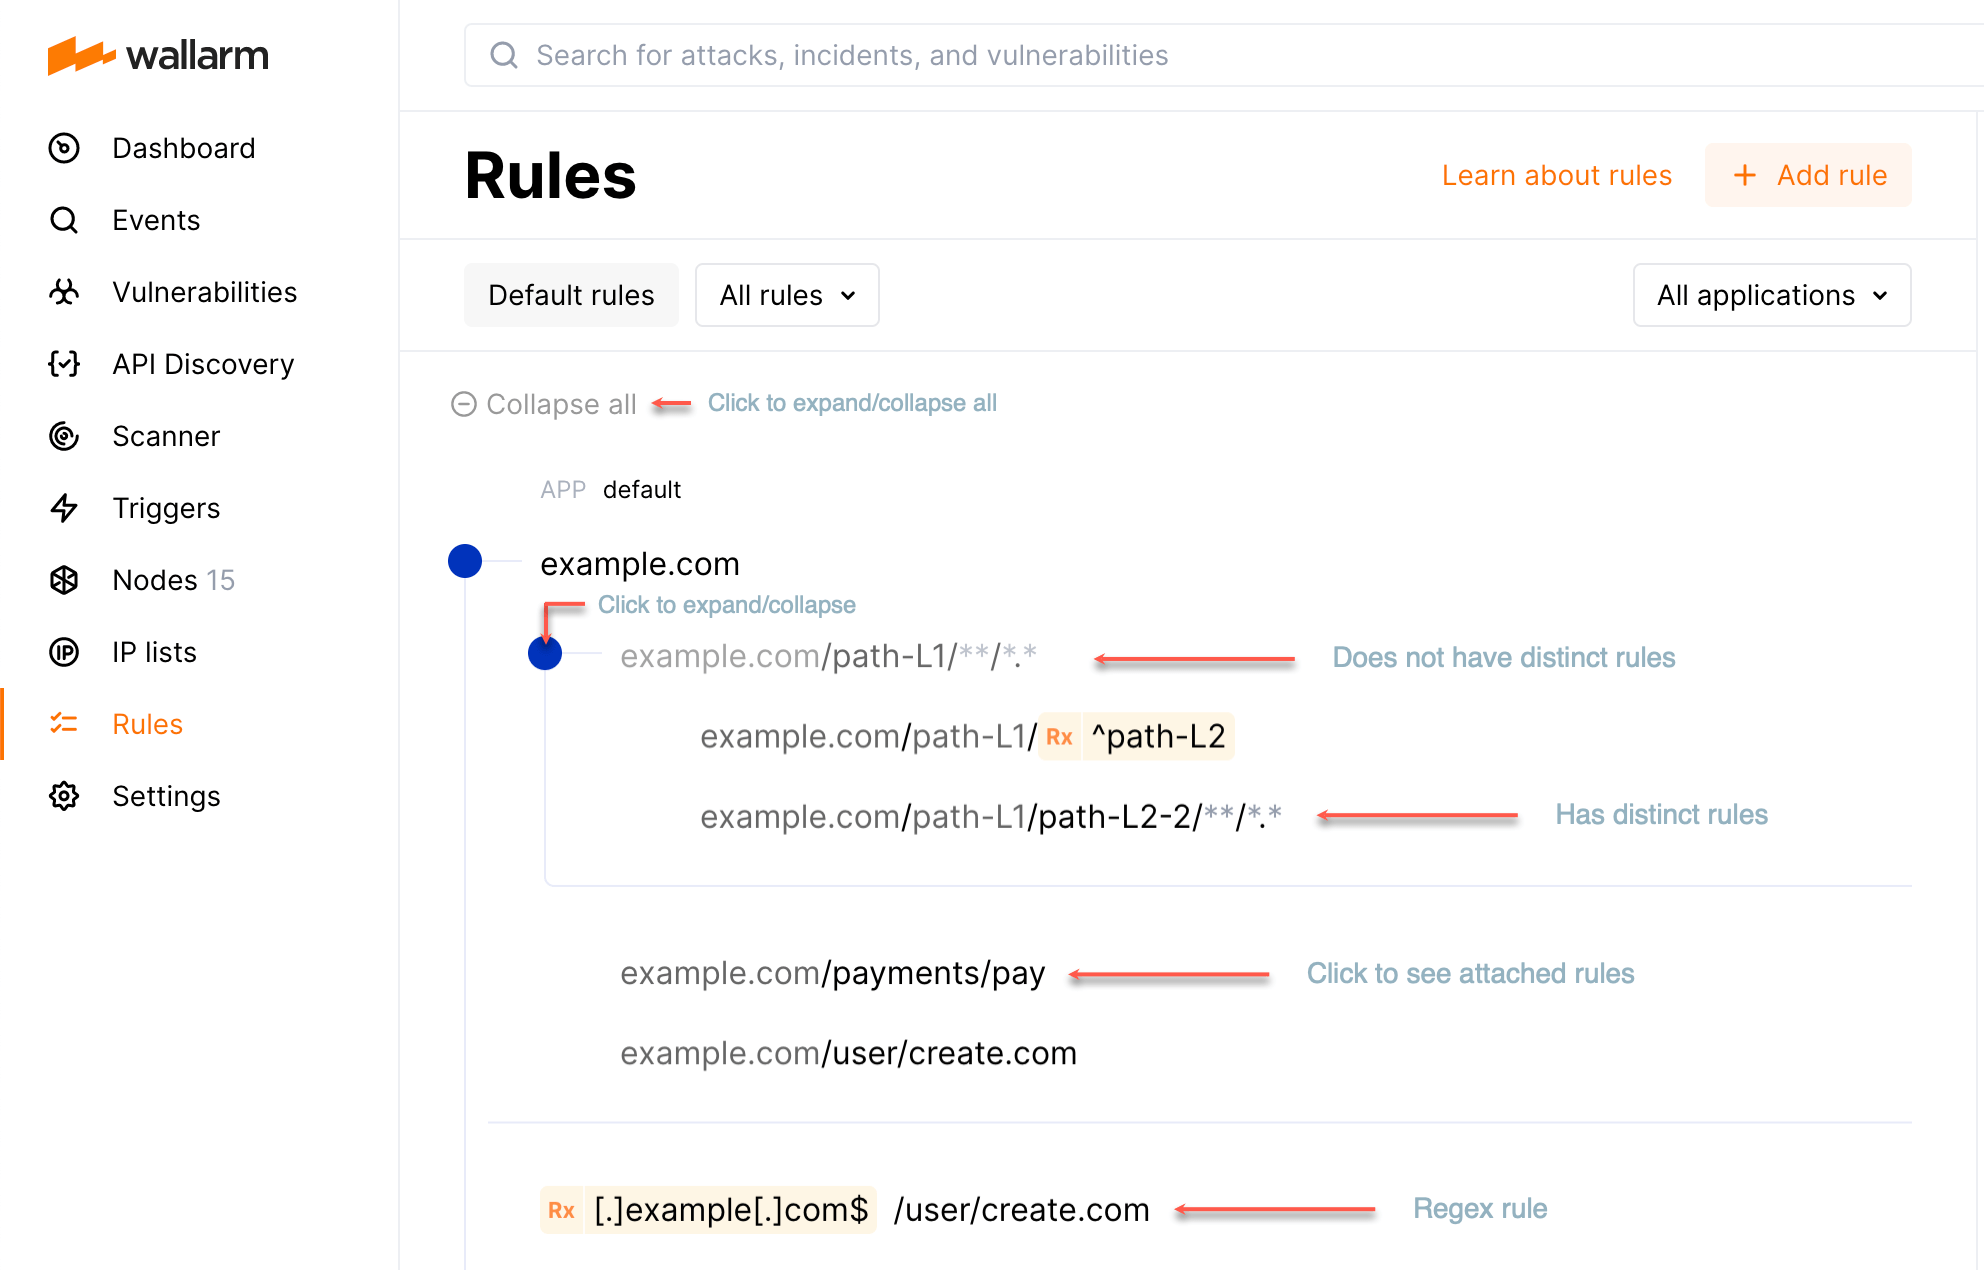 wallarm
Search for attacks, incidents, and vulnerabilities
Dashboard
Events
Vulnerabilities
API Discovery
Scanner
Triggers
Nodes 15
IP lists
Rules
Settings
Rules
Learn about rules
+ Add rule
Default rules
All rules
All applications
Collapse all
Click to expand/collapse all
APP default
example.com
Click to expand/collapse
example.com/path-L1/**/*.*
Does not have distinct rules
example.com/path-L1/ Rx ^path-L2
example.com/path-L1/path-L2-2/**/*.*
Has distinct rules
example.com/payments/pay
Click to see attached rules
example.com/user/create.com
Rx [.]example[.]com$ /user/create.com
Regex rule